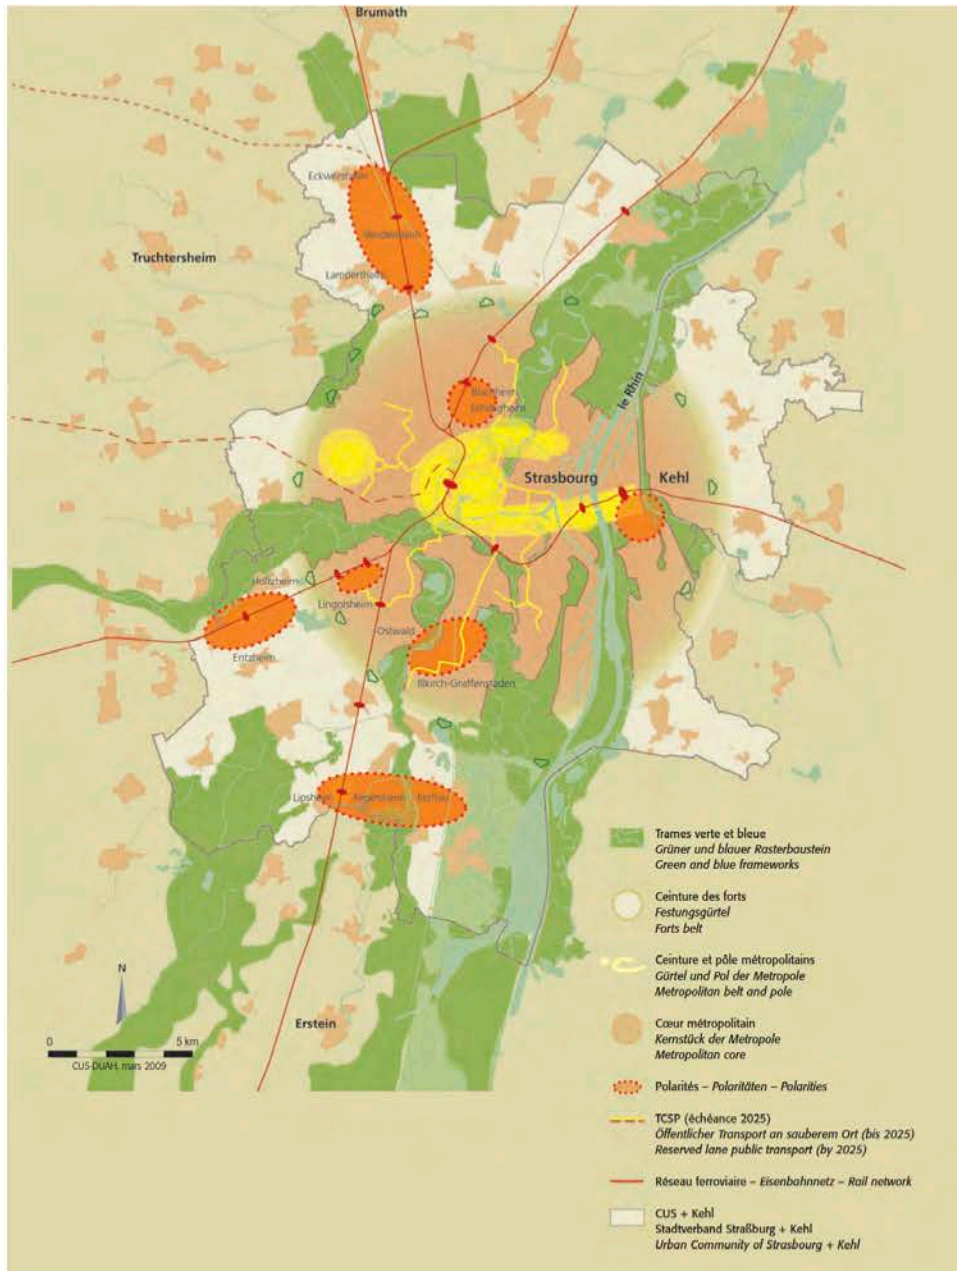 Brumath
Eckwersheim
Vendenheim
Truchtersheim
Lampertheim
le Rhin
Bischheim
Strasbourg
Kehl
Holtzheim
Lingolsheim
Ostwald
Entzheim
Illkirch-Graffenstaden
Lipsheim
Fegersheim
Eschau
N
Erstein
0
5 km
CUS-DUAH, mars 2009
Trames verte et bleue
Grüner und blauer Rasterbaustein
Green and blue frameworks
Ceinture des forts
Festungsgürtel
Forts belt
Ceinture et pôle métropolitains
Gürtel und Pol der Metropole
Metropolitan belt and pole
Cœur métropolitain
Kernstück der Metropole
Metropolitan core
Polarités – Polaritäten – Polarities
TCSP (échéance 2025)
Öffentlicher Transport an sauberem Ort (bis 2025)
Reserved lane public transport (by 2025)
Réseau ferroviaire – Eisenbahnnetz – Rail network
CUS + Kehl
Stadtverband Straßburg + Kehl
Urban Community of Strasbourg + Kehl